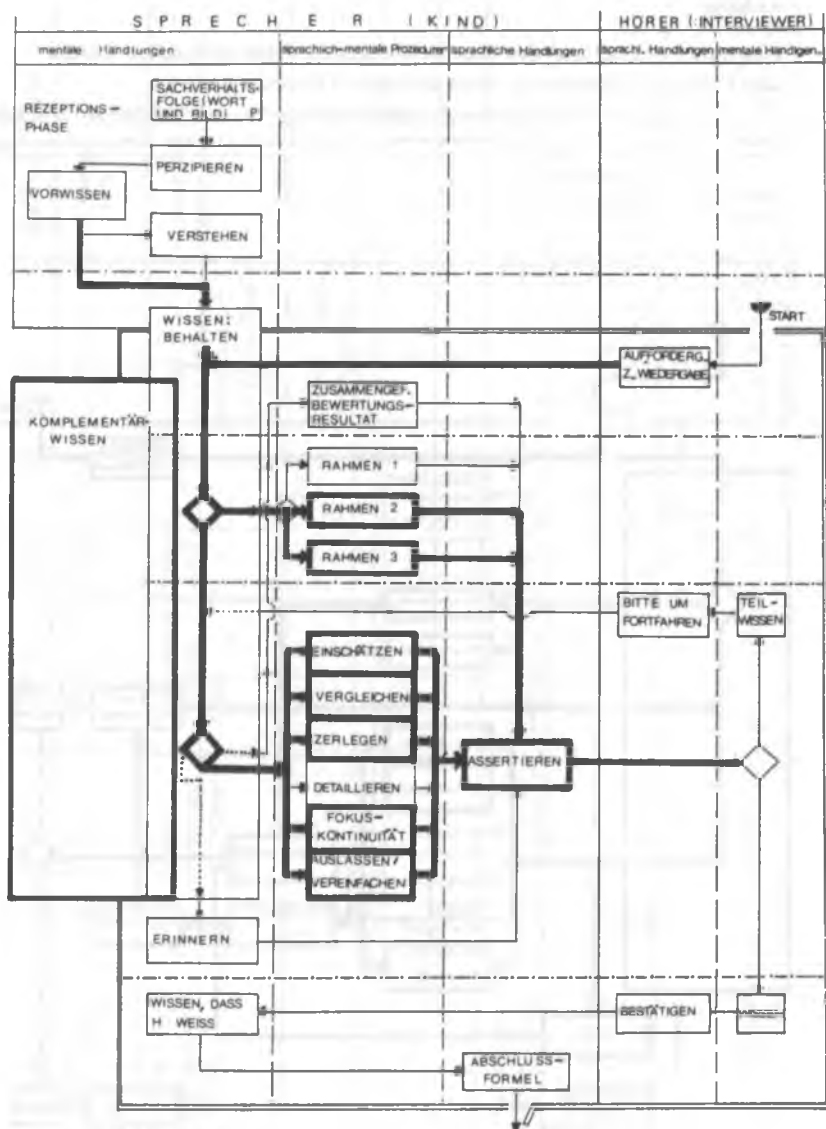 SPRECHER (KIND)
HÖRER (INTERVIEWER)
mentale Handlungen
sprachlich-mentale Prozeduren
sprachliche Handlungen
sprachl. Handlungen
mentale Handlgen.
REZEPTIONS-
PHASE
SACHVERHALTS-
FOLGE (WORT
UND BILD) P
PERZIPIEREN
VORWISSEN
VERSTEHEN
WISSEN:
BEHALTEN
START
AUFFORDERG.
Z. WIEDERGABE
KOMPLEMENTÄR-
WISSEN
ZUSAMMENGEF.
BEWERTUNGS-
RESULTAT
RAHMEN 1
RAHMEN 2
RAHMEN 3
BITTE UM
FORTFAHREN
TEIL-
WISSEN
EINSCHÄTZEN
VERGLEICHEN
ZERLEGEN
ASSERTIEREN
DETAILLIEREN
FOKUS-
KONTINUITÄT
AUSLASSEN/
VEREINFACHEN
ERINNERN
WISSEN, DASS
H WEISS
BESTÄTIGEN
ABSCHLUSS-
FORMEL